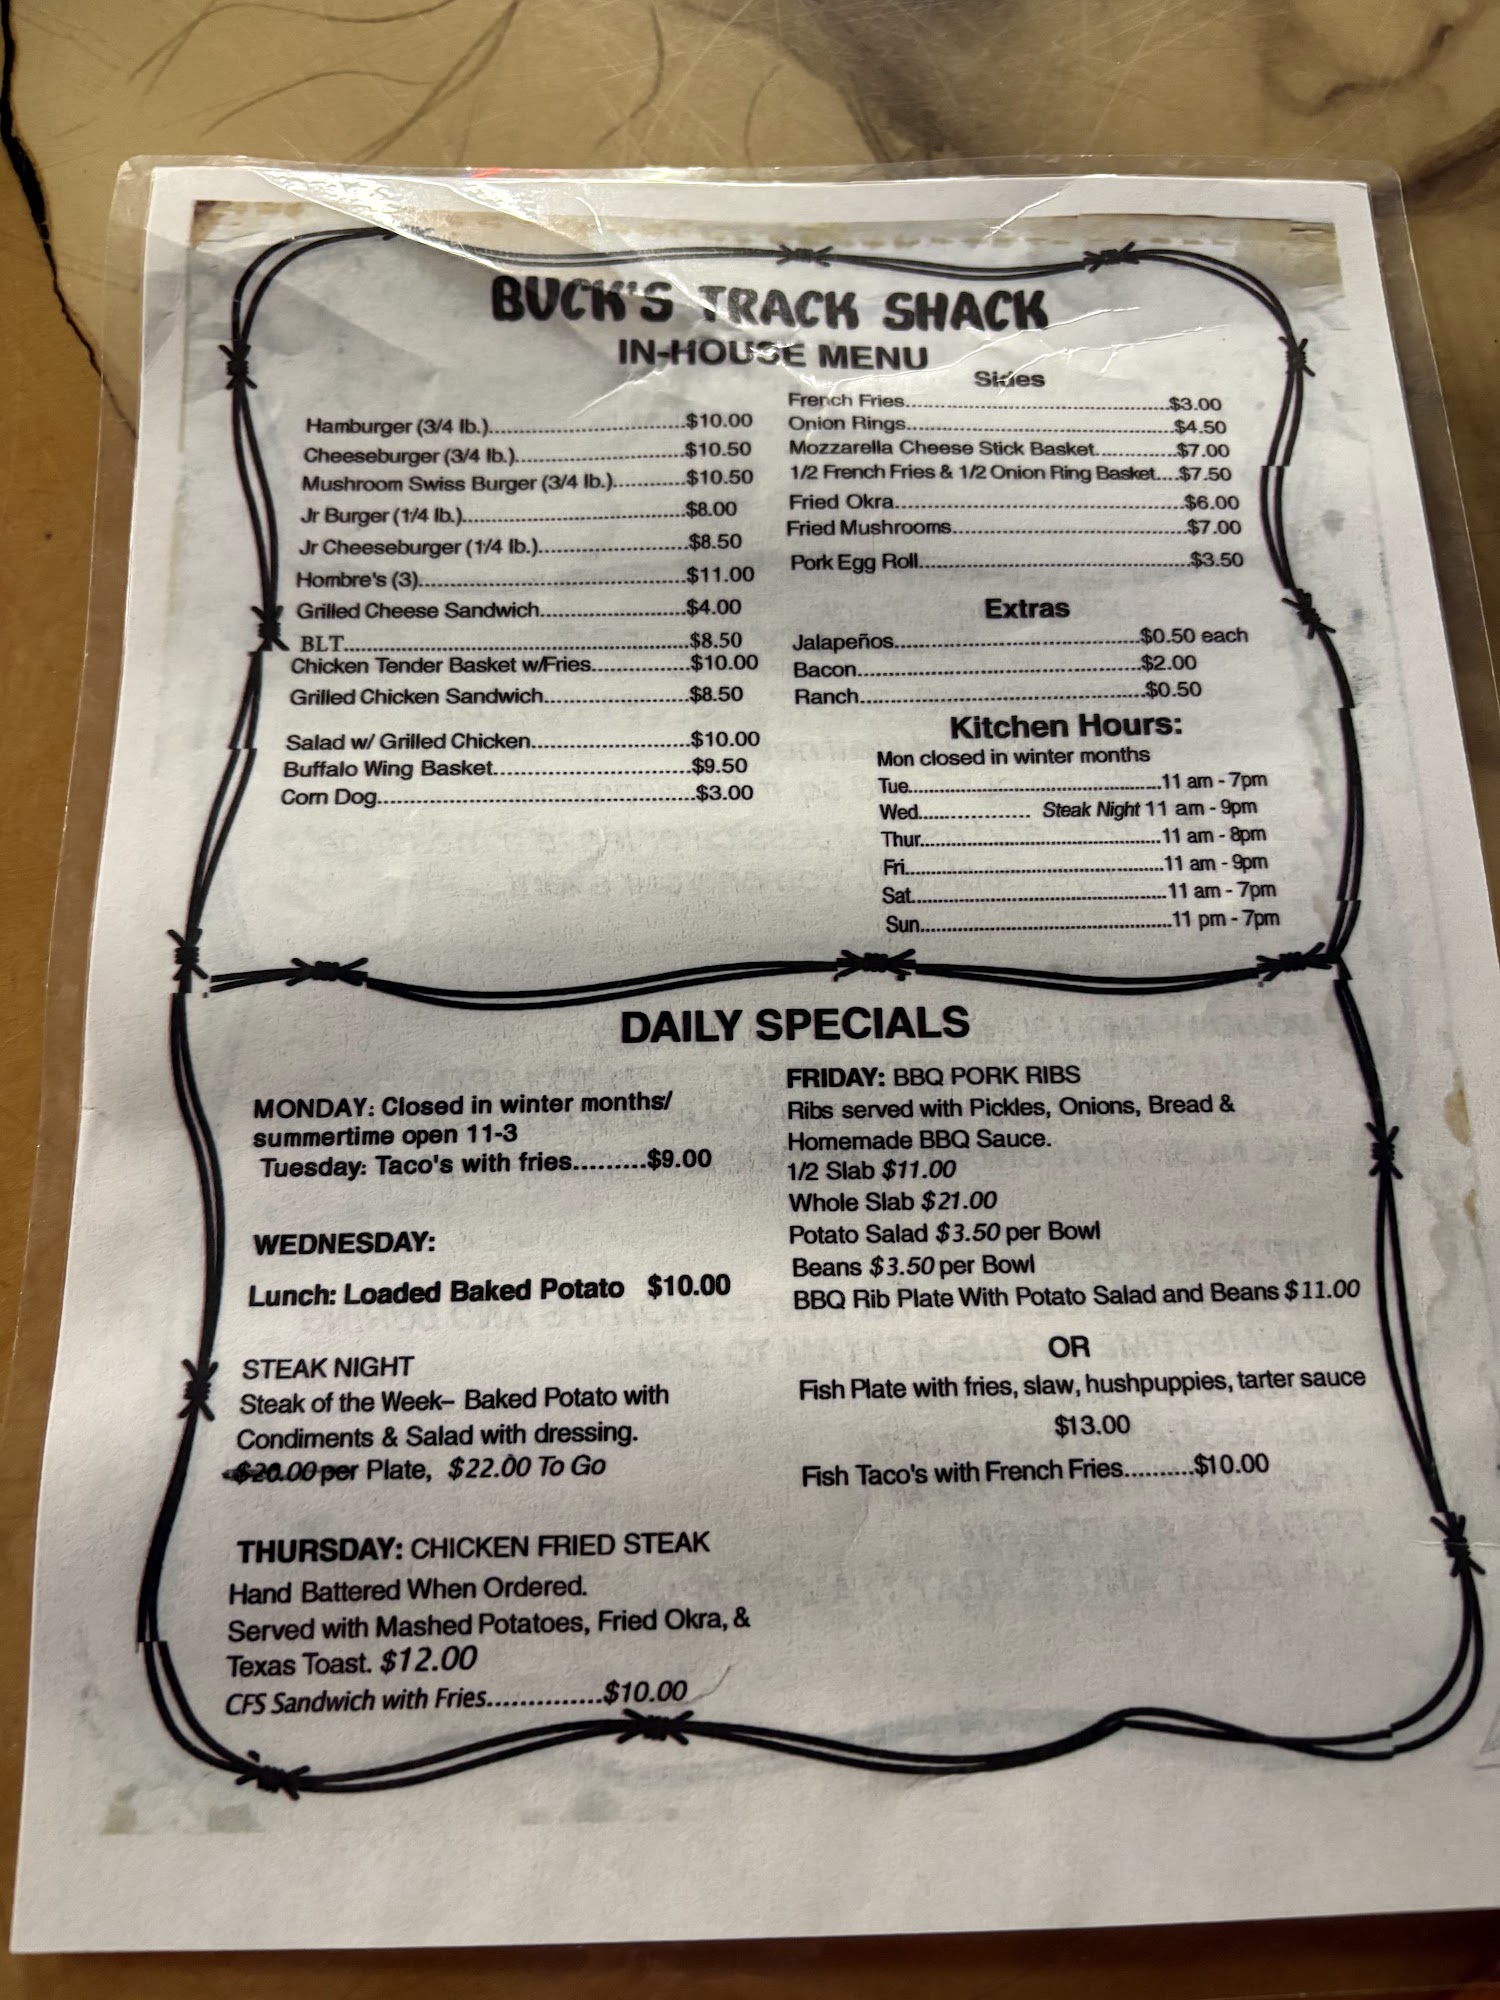 BUCK'S TRACK SHACK
IN-HOUSE MENU
Hamburger (3/4 lb.)..............................$10.00
Cheeseburger (3/4 lb.)..........................$10.50
Mushroom Swiss Burger (3/4 lb.)...........$10.50
Jr Burger (1/4 lb.)..................................$8.00
Jr Cheeseburger (1/4 lb.)......................$8.50
Hombre's (3)........................................$11.00
Grilled Cheese Sandwich......................$4.00
BLT.....................................................$8.50
Chicken Tender Basket w/Fries..............$10.00
Grilled Chicken Sandwich.....................$8.50
Salad w/ Grilled Chicken.......................$10.00
Buffalo Wing Basket.............................$9.50
Corn Dog..............................................$3.00
Sides
French Fries..........................................$3.00
Onion Rings..........................................$4.50
Mozzarella Cheese Stick Basket............$7.00
1/2 French Fries & 1/2 Onion Ring Basket....$7.50
Fried Okra.............................................$6.00
Fried Mushrooms...................................$7.00
Pork Egg Roll.........................................$3.50
Extras
Jalapeños......................................$0.50 each
Bacon............................................$2.00
Ranch............................................$0.50
Kitchen Hours:
Mon closed in winter months
Tue..........................................11 am - 7pm
Wed.................. Steak Night 11 am - 9pm
Thur........................................11 am - 8pm
Fri...........................................11 am - 9pm
Sat..........................................11 am - 7pm
Sun.........................................11 pm - 7pm
DAILY SPECIALS
MONDAY: Closed in winter months/
summertime open 11-3
Tuesday: Taco's with fries.........$9.00
WEDNESDAY:
Lunch: Loaded Baked Potato $10.00
STEAK NIGHT
Steak of the Week– Baked Potato with
Condiments & Salad with dressing.
$20.00 per Plate, $22.00 To Go
THURSDAY: CHICKEN FRIED STEAK
Hand Battered When Ordered.
Served with Mashed Potatoes, Fried Okra, &
Texas Toast. $12.00
CFS Sandwich with Fries..............$10.00
FRIDAY: BBQ PORK RIBS
Ribs served with Pickles, Onions, Bread &
Homemade BBQ Sauce.
1/2 Slab $11.00
Whole Slab $21.00
Potato Salad $3.50 per Bowl
Beans $3.50 per Bowl
BBQ Rib Plate With Potato Salad and Beans $11.00
OR
Fish Plate with fries, slaw, hushpuppies, tarter sauce
$13.00
Fish Taco's with French Fries..........$10.00